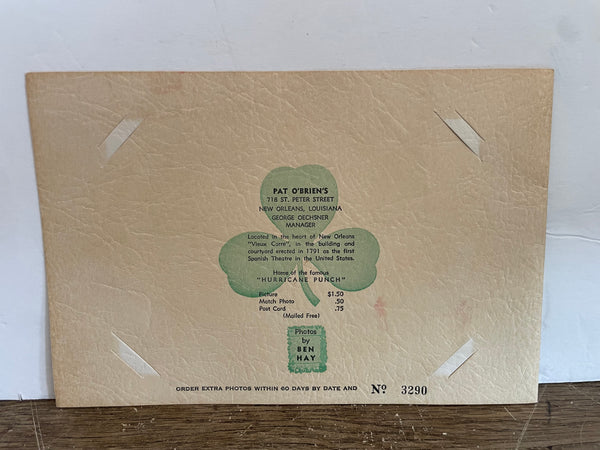 PAT O'BRIEN'S
718 ST. PETER STREET
NEW ORLEANS, LOUISIANA
GEORGE OECHSNER
MANAGER
Located in the heart of New Orleans
"Vieux Carre", in the building and
courtyard erected in 1791 as the first
Spanish Theatre in the United States.
Home of the famous
"HURRICANE PUNCH"
Picture $1.50
Match Photo .50
Post Card .75
(Mailed Free)
Photos
by
BEN
HAY
ORDER EXTRA PHOTOS WITHIN 60 DAYS BY DATE AND Nº 3290